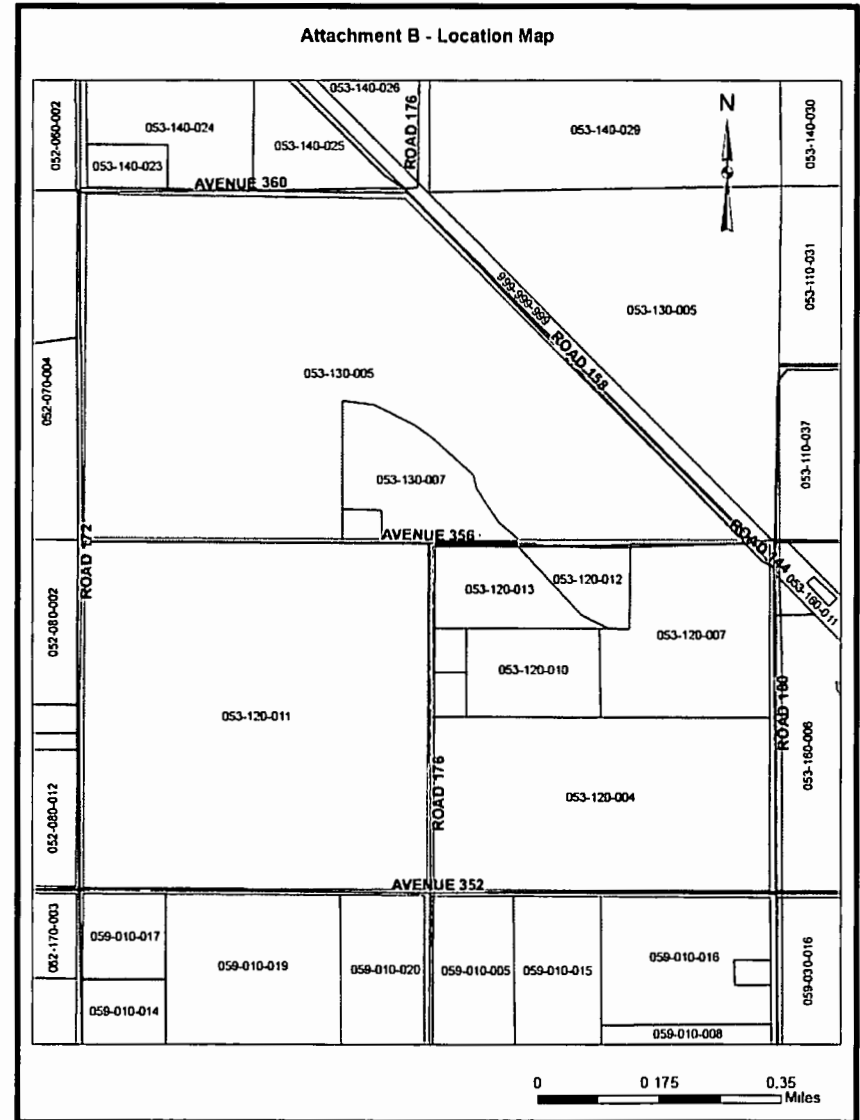 Attachment B - Location Map
053-140-026
052-060-002
053-140-024
ROAD 176
N
053-140-029
053-140-030
053-140-025
053-140-023
AVENUE 360
053-110-031
999-999-999
053-130-005
ROAD 158
053-130-005
052-070-004
053-110-037
053-130-007
AVENUE 356
ROAD 172
ROAD 144
053-160-011
053-120-013
053-120-012
052-080-002
053-120-007
053-120-010
ROAD 180
053-120-011
053-160-006
ROAD 176
053-120-004
052-080-012
AVENUE 352
052-170-003
059-010-017
059-010-019
059-010-020
059-010-005
059-010-015
059-010-016
059-030-016
059-010-014
059-010-008
0 0 175 0.35
Miles